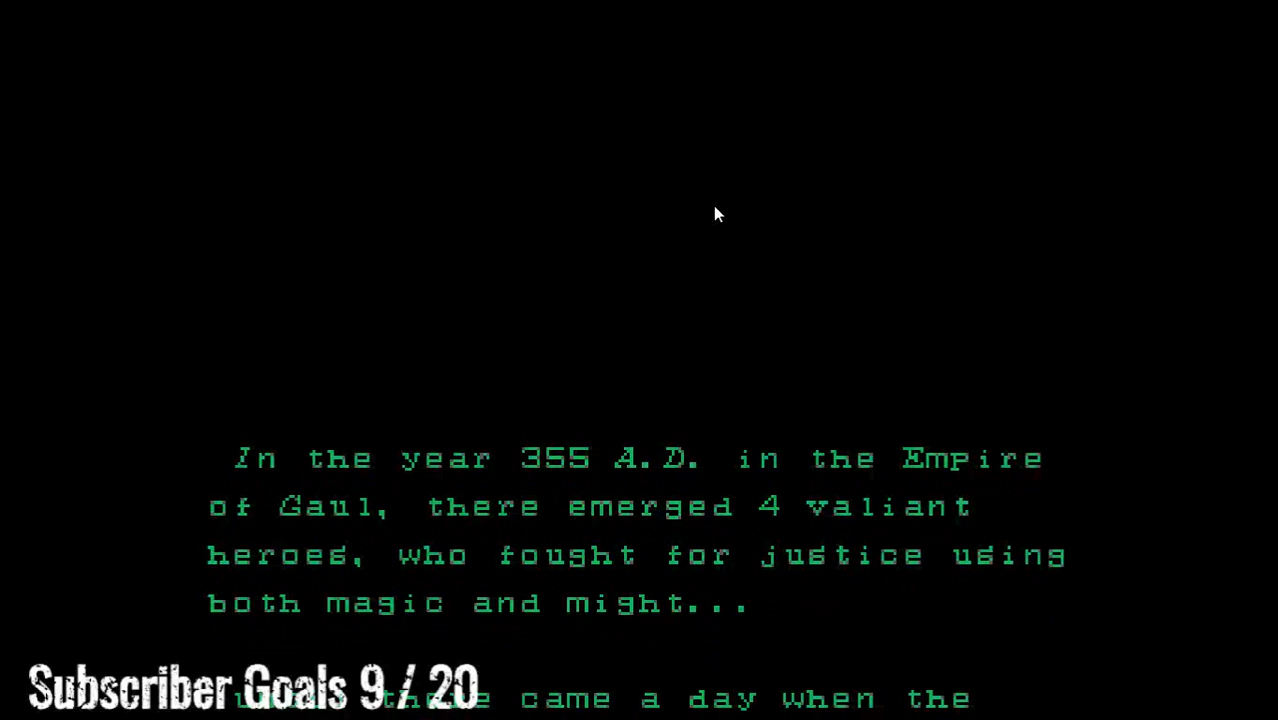 In the year 355 A.D. in the Empire
of Gaul, there emerged 4 valiant
heroes, who fought for justice using
both magic and might...
there came a day when the
Subscriber Goals 9 / 20